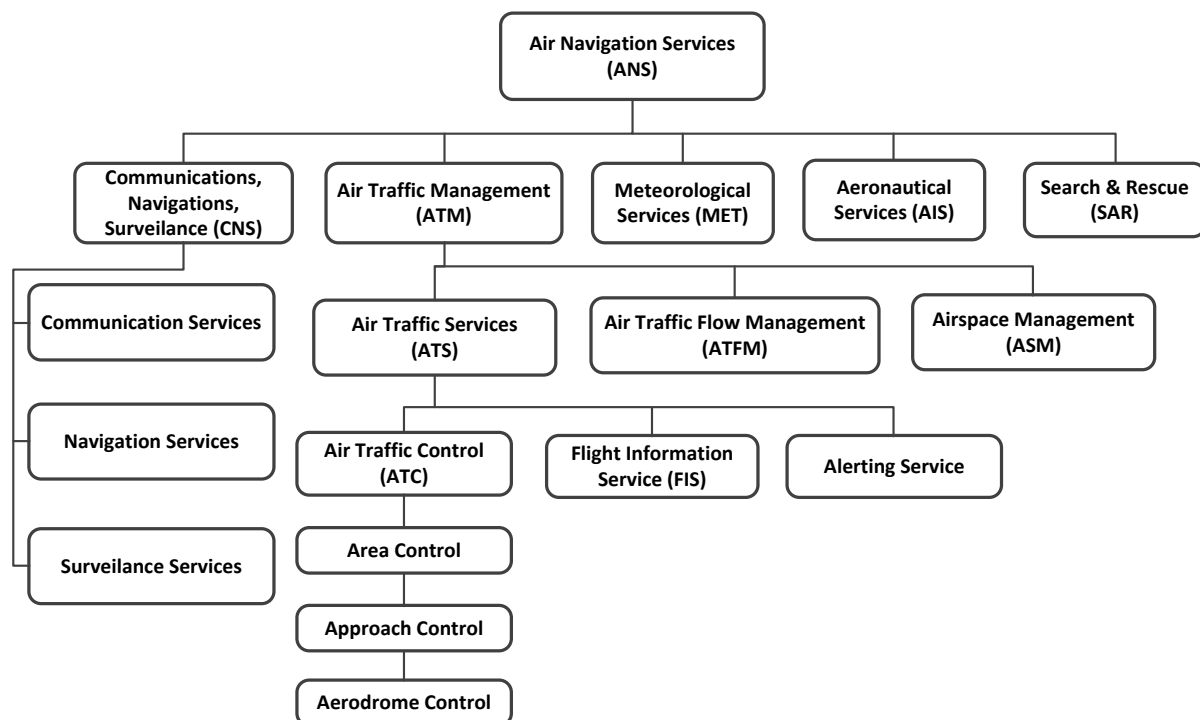 Air Navigation Services
(ANS)
Communications,
Navigations,
Surveilance (CNS)
Air Traffic Management
(ATM)
Meteorological
Services (MET)
Aeronautical
Services (AIS)
Search & Rescue
(SAR)
Communication Services
Air Traffic Services
(ATS)
Air Traffic Flow Management
(ATFM)
Airspace Management
(ASM)
Navigation Services
Air Traffic Control
(ATC)
Flight Information
Service (FIS)
Alerting Service
Surveilance Services
Area Control
Approach Control
Aerodrome Control